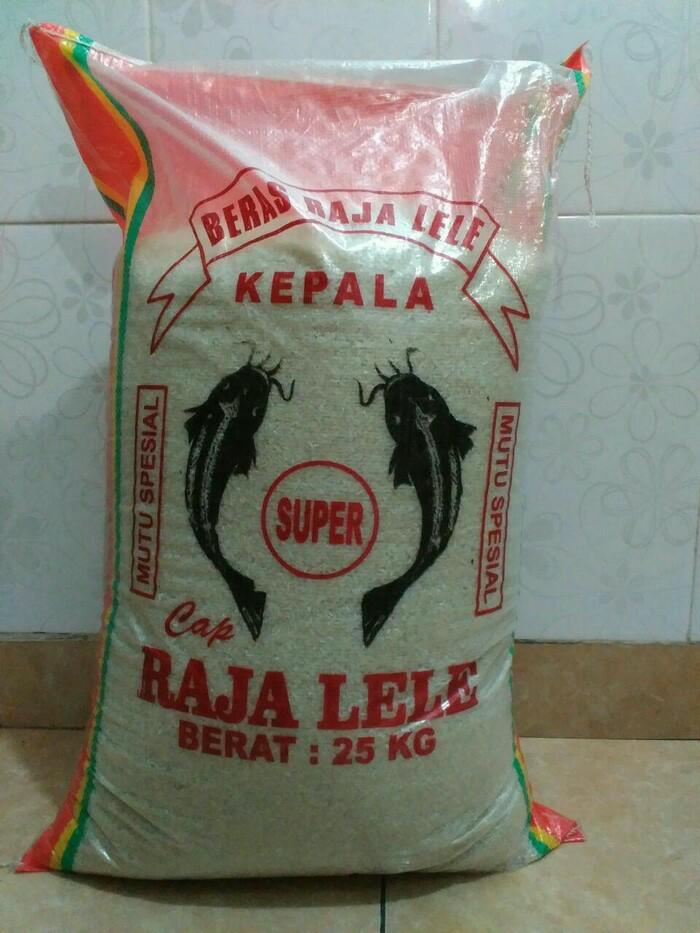 BERAS RAJA LELE
KEPALA
MUTU SPESIAL
SUPER
MUTU SPESIAL
Cap
RAJA LELE
BERAT : 25 KG